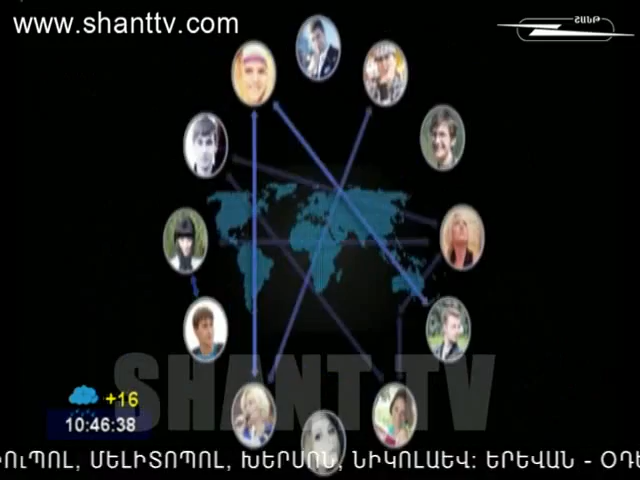 www.shanttv.com
ՇԱՆԹ
SHANT TV
+16
10:46:38
ՈՒՊՈԼ, ՄԵԼԻՏՈՊՈԼ, ԽԵՐՍՈՆ, ՆԻԿՈԼԱԵՎ: ԵՐԵՎԱՆ - ՕԴԵ